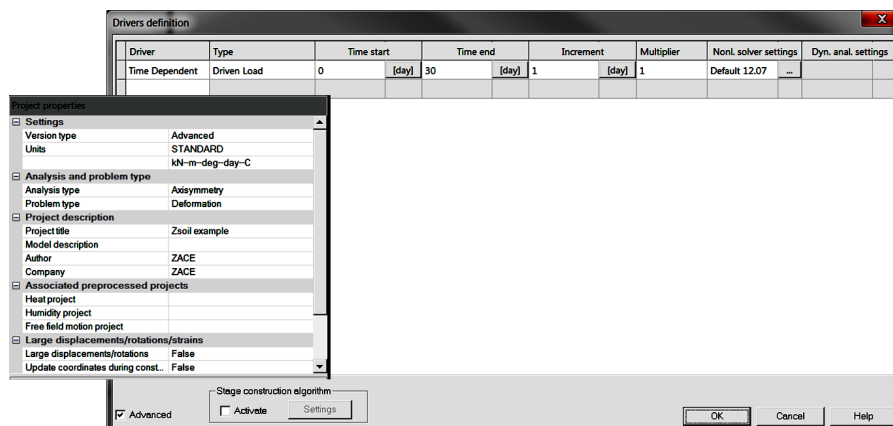 Drivers definition
X
Driver Type Time start Time end Increment Multiplier Nonl. solver settings Dyn. anal. settings
Time Dependent Driven Load 0 [day] 30 [day] 1 [day] 1 Default 12.07 ...
Project properties
Settings
Version type Advanced
Units STANDARD
kN--m--deg--day--C
Analysis and problem type
Analysis type Axisymmetry
Problem type Deformation
Project description
Project title Zsoil example
Model description
Author ZACE
Company ZACE
Associated preprocessed projects
Heat project
Humidity project
Free field motion project
Large displacements/rotations/strains
Large displacements/rotations False
Update coordinates during const... False
Stage construction algorithm
Advanced Activate Settings
OK Cancel Help